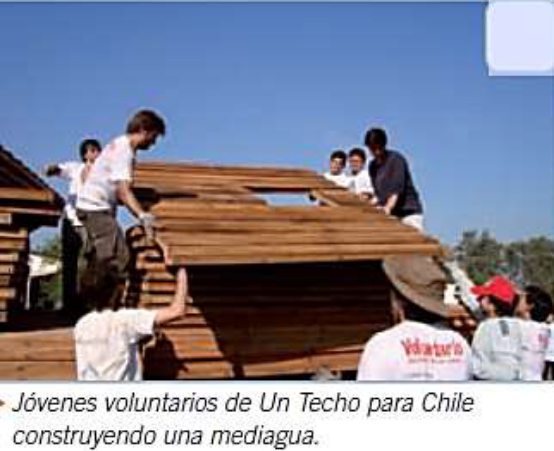 Voluntario
Jóvenes voluntarios de Un Techo para Chile
construyendo una mediagua.